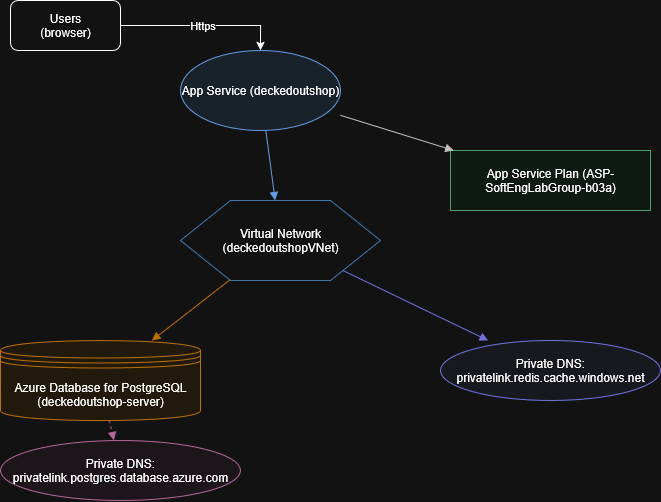 Users
(browser)
Https
App Service (deckedoutshop)
App Service Plan (ASP-
SoftEngLabGroup-b03a)
Virtual Network
(deckedoutshopVNet)
Azure Database for PostgreSQL
(deckedoutshop-server)
Private DNS:
privatelink.redis.cache.windows.net
Private DNS:
privatelink.postgres.database.azure.com